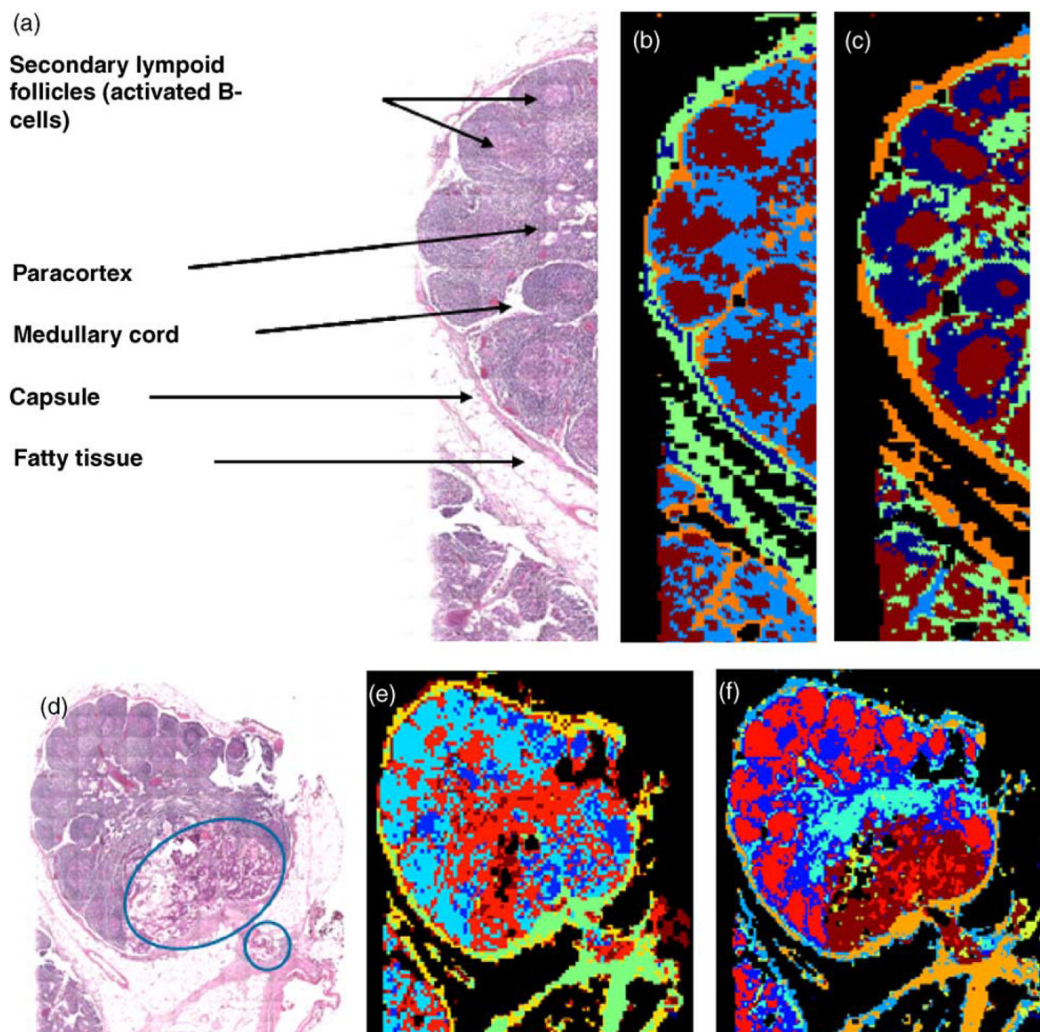 (a)
Secondary lympoid
follicles (activated B-
cells)
Paracortex
Medullary cord
Capsule
Fatty tissue
(b)
(c)
(d)
(e)
(f)